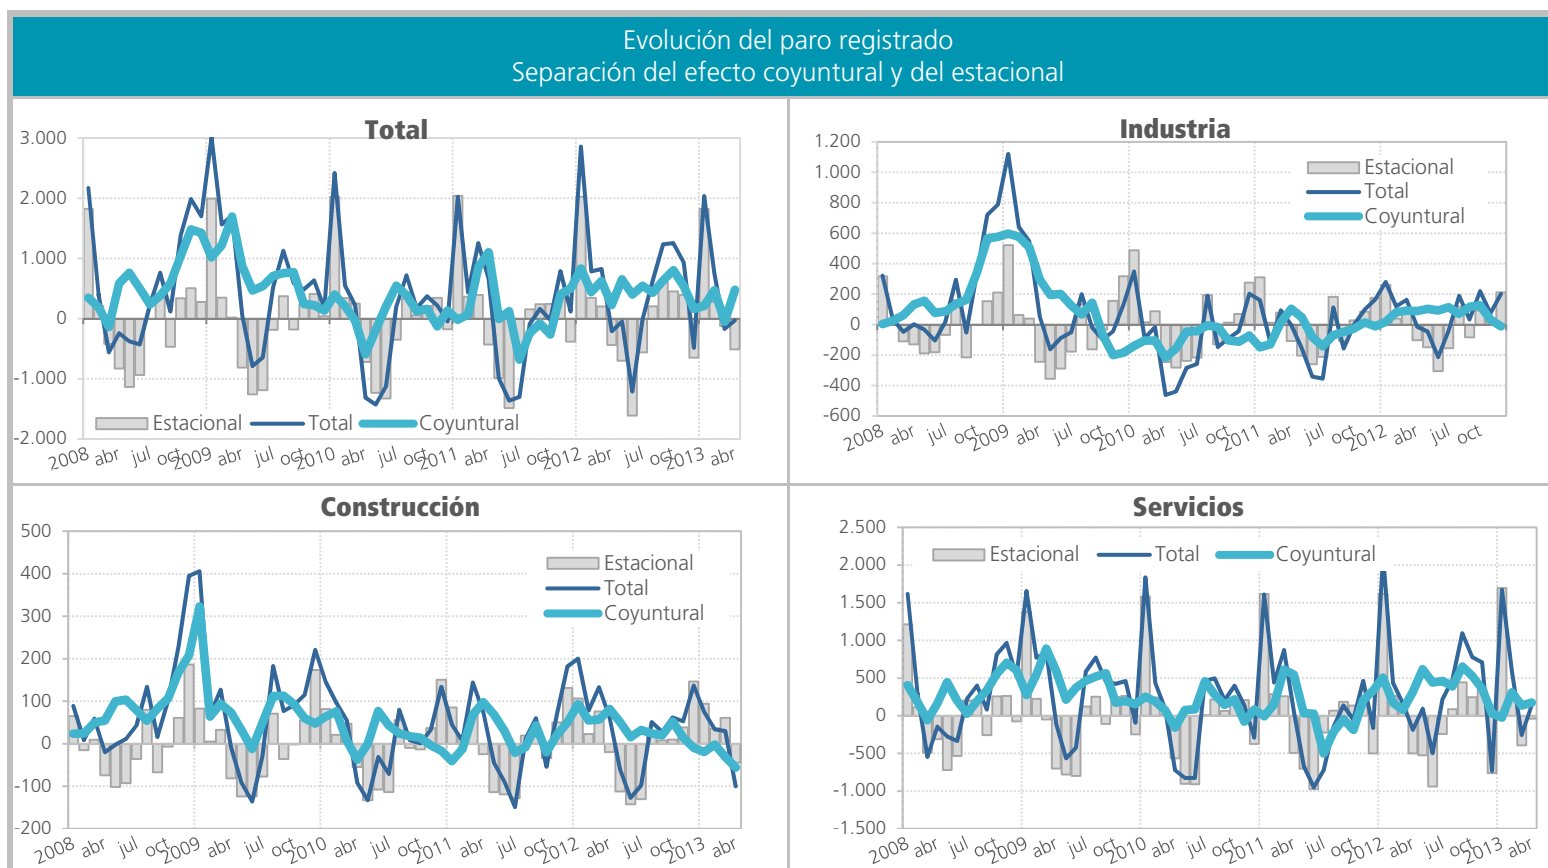 Evolución del paro registrado
Separación del efecto coyuntural y del estacional
Total
3.000
2.000
1.000
0
-1.000
-2.000
Estacional Total Coyuntural
2008 abr jul oct 2009 abr jul oct 2010 abr jul oct 2011 abr jul oct 2012 abr jul oct 2013 abr
Industria
1.200
1.000
800
600
400
200
0
-200
-400
-600
Estacional
Total
Coyuntural
2008 abr jul oct 2009 abr jul oct 2010 abr jul oct 2011 abr jul oct 2012 abr jul oct
Construcción
500
400
300
200
100
0
-100
-200
Estacional
Total
Coyuntural
2008 abr jul oct 2009 abr jul oct 2010 abr jul oct 2011 abr jul oct 2012 abr jul oct 2013 abr
Servicios
2.500
2.000
1.500
1.000
500
0
-500
-1.000
-1.500
Estacional Total Coyuntural
2008 abr jul oct 2009 abr jul oct 2010 abr jul oct 2011 abr jul oct 2012 abr jul oct 2013 abr